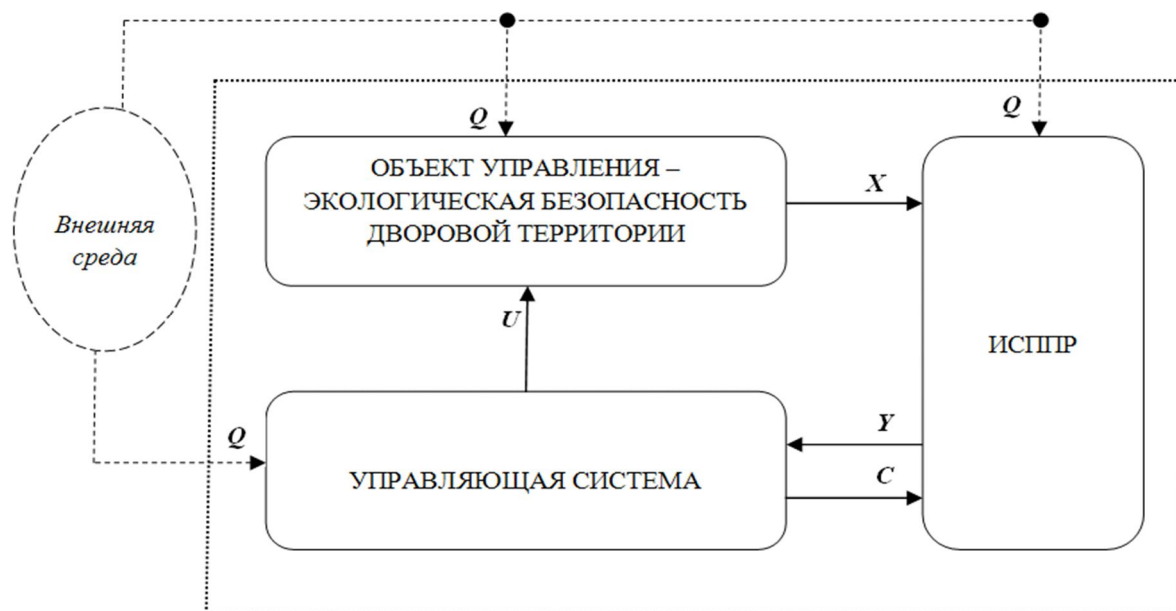 Q
Q
ОБЪЕКТ УПРАВЛЕНИЯ –
ЭКОЛОГИЧЕСКАЯ БЕЗОПАСНОСТЬ
ДВОРОВОЙ ТЕРРИТОРИИ
X
Внешняя
среда
U
ИСППР
Q
Y
УПРАВЛЯЮЩАЯ СИСТЕМА
C